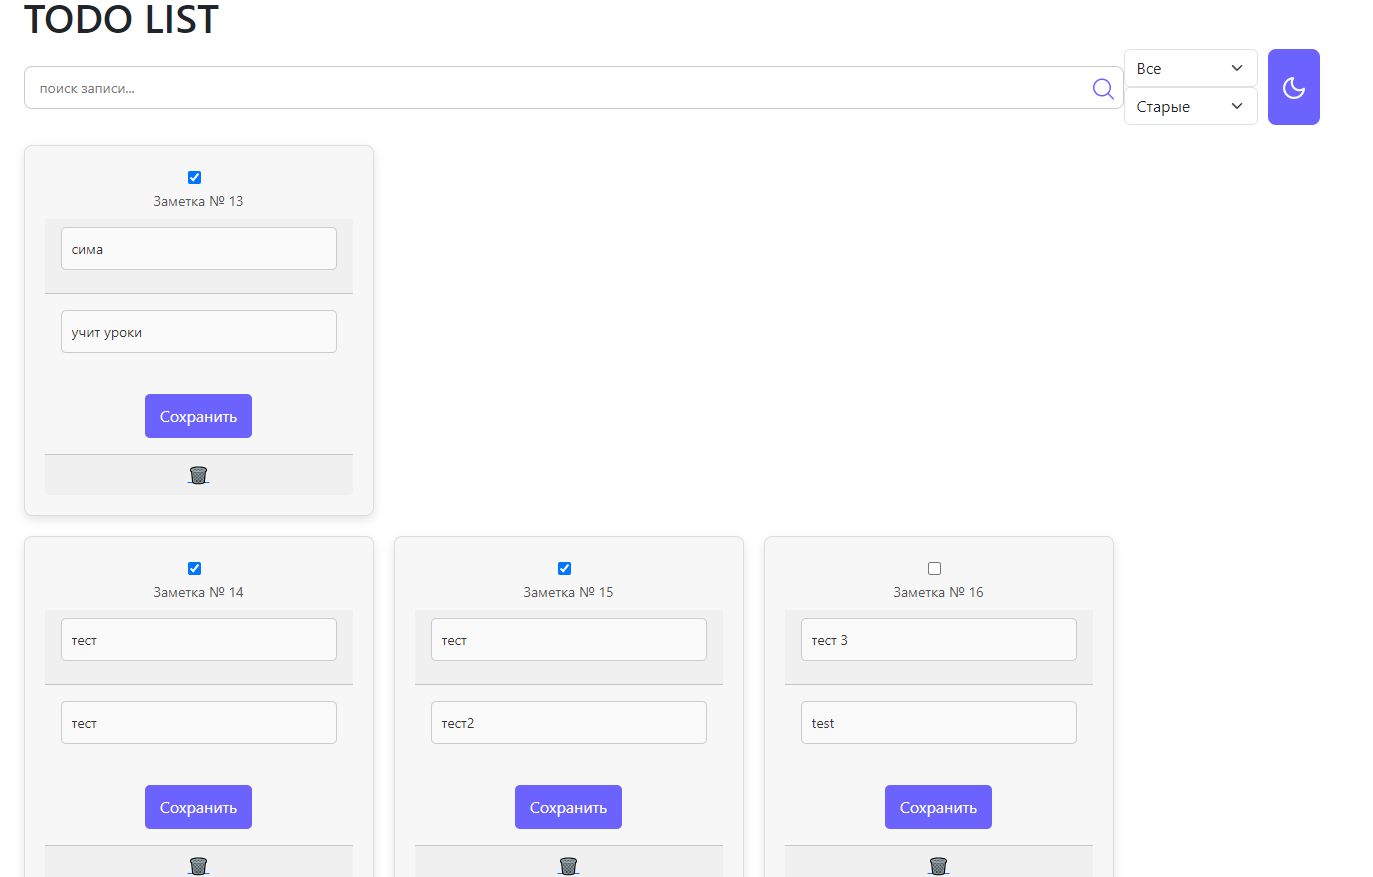 TODO LIST
поиск записи...
Все
Старые
Заметка № 13
сима
учит уроки
Сохранить
Заметка № 14
тест
тест
Сохранить
Заметка № 15
тест
тест2
Сохранить
Заметка № 16
тест 3
test
Сохранить